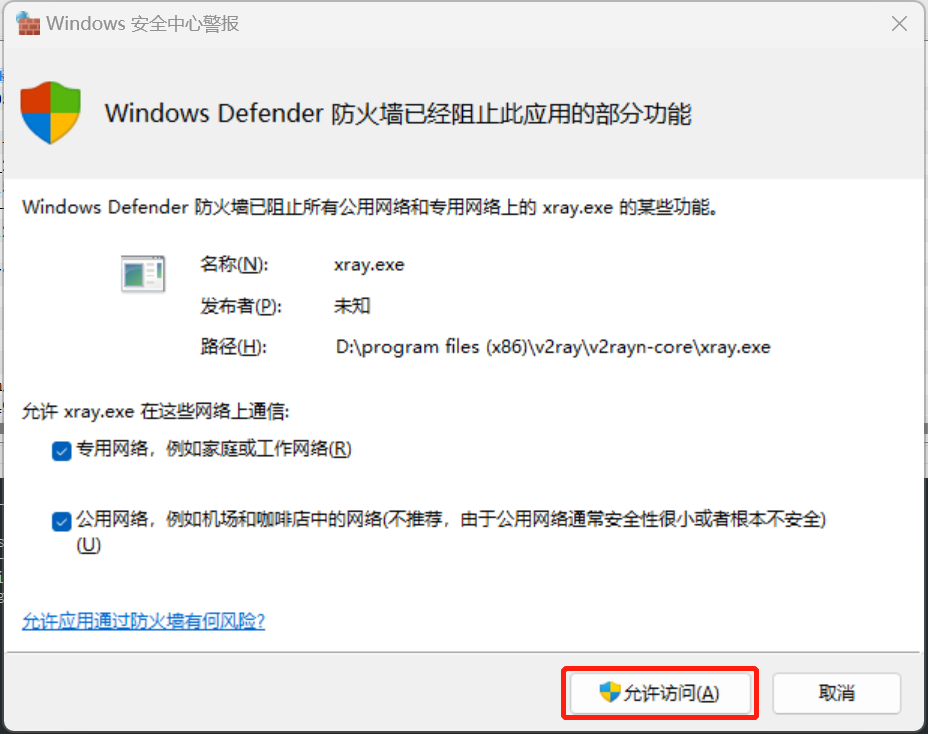 Windows 安全中心警报
Windows Defender 防火墙已经阻止此应用的部分功能
Windows Defender 防火墙已阻止所有公用网络和专用网络上的 xray.exe 的某些功能。
名称(N): xray.exe
发布者(P): 未知
路径(H): D:\program files (x86)\v2ray\v2rayn-core\xray.exe
允许 xray.exe 在这些网络上通信:
专用网络，例如家庭或工作网络(R)
公用网络，例如机场和咖啡店中的网络(不推荐，由于公用网络通常安全性很小或者根本不安全)
(U)
允许应用通过防火墙有何风险?
允许访问(A) 取消